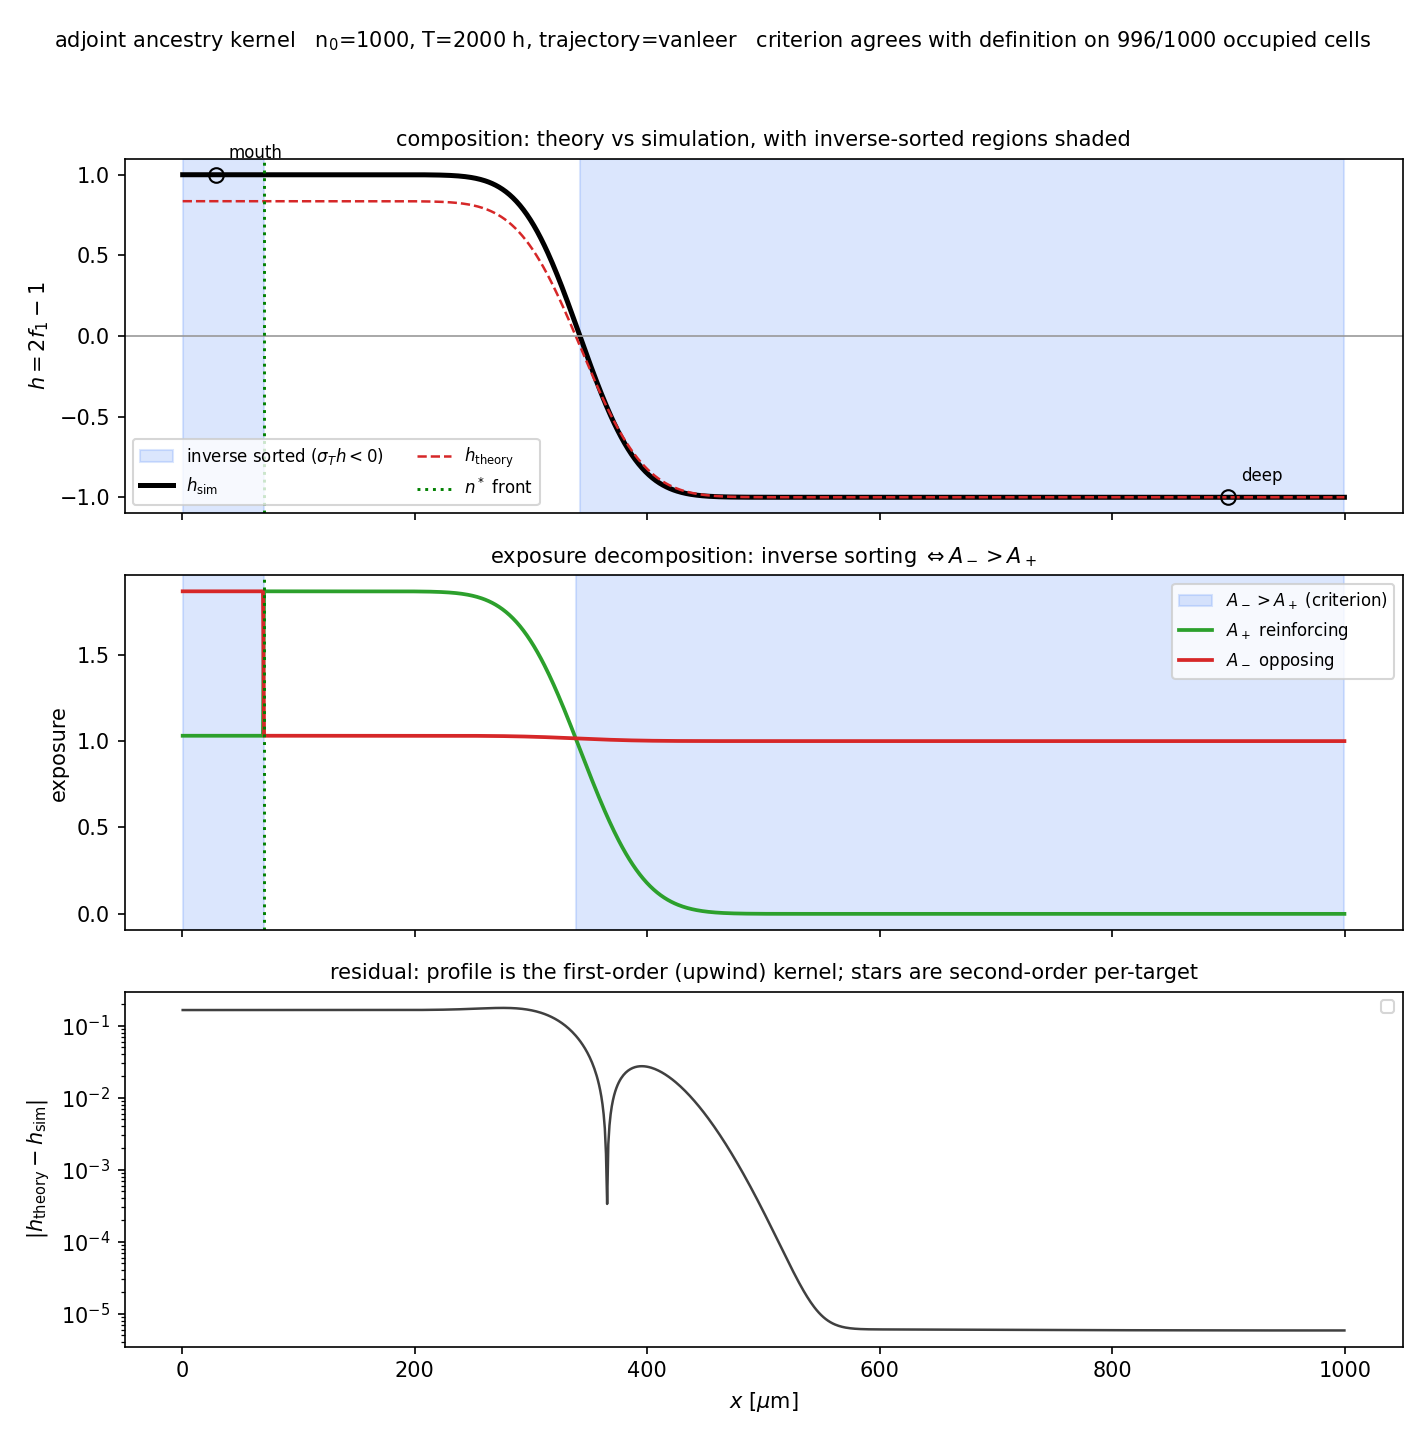 adjoint ancestry kernel n₀=1000, T=2000 h, trajectory=vanleer criterion agrees with definition on 996/1000 occupied cells
composition: theory vs simulation, with inverse-sorted regions shaded
mouth
1.0
0.5
0.0
−0.5
−1.0
h = 2f₁ − 1
deep
inverse sorted (σ_T h < 0)
h_sim
h_theory
n* front
exposure decomposition: inverse sorting ⇔ A₋ > A₊
1.5
1.0
0.5
0.0
exposure
A₋ > A₊ (criterion)
A₊ reinforcing
A₋ opposing
residual: profile is the first-order (upwind) kernel; stars are second-order per-target
10⁻¹
10⁻²
10⁻³
10⁻⁴
10⁻⁵
|h_theory − h_sim|
0 200 400 600 800 1000
x [μm]